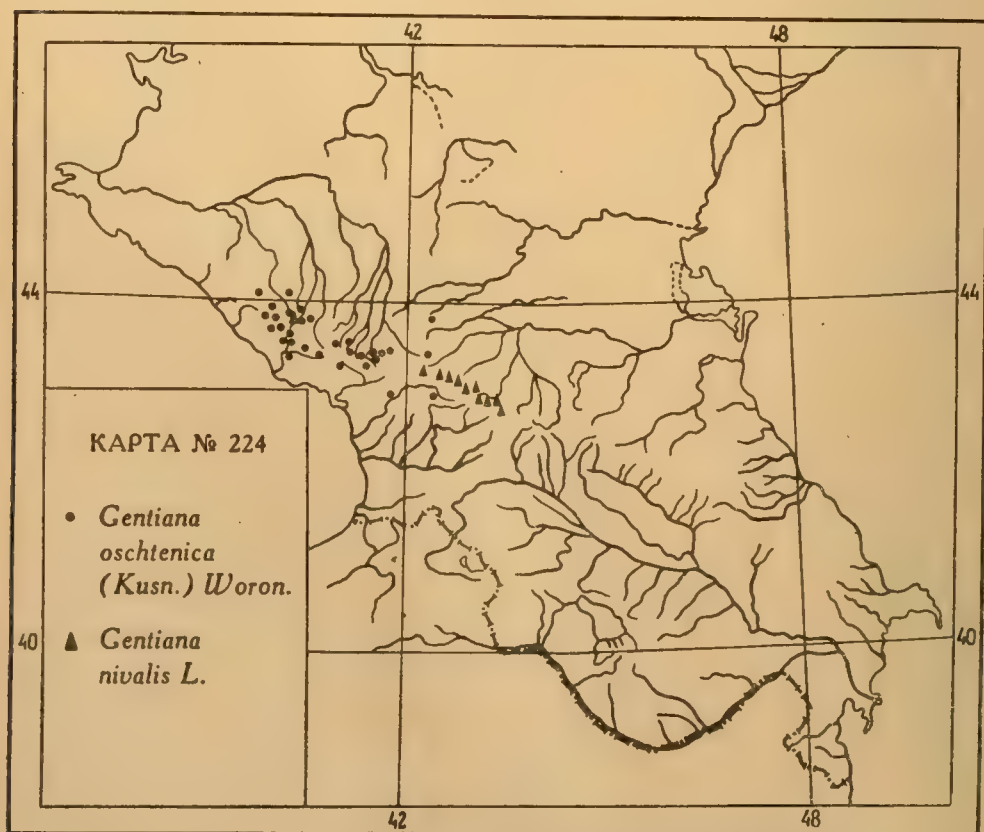 42 48
44 44
КАРТА № 224
Gentiana
oschtenica
(Kusn.) Woron.
40 40
Gentiana
nivalis L.
42 48